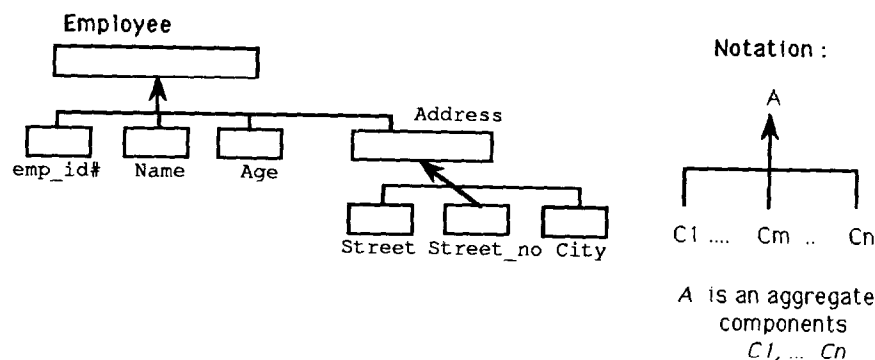 Employee
Address
emp_id# Name Age
Street Street_no City
Notation :
A
C1 .... Cm .. Cn
A is an aggregate
components
C1, ... Cn